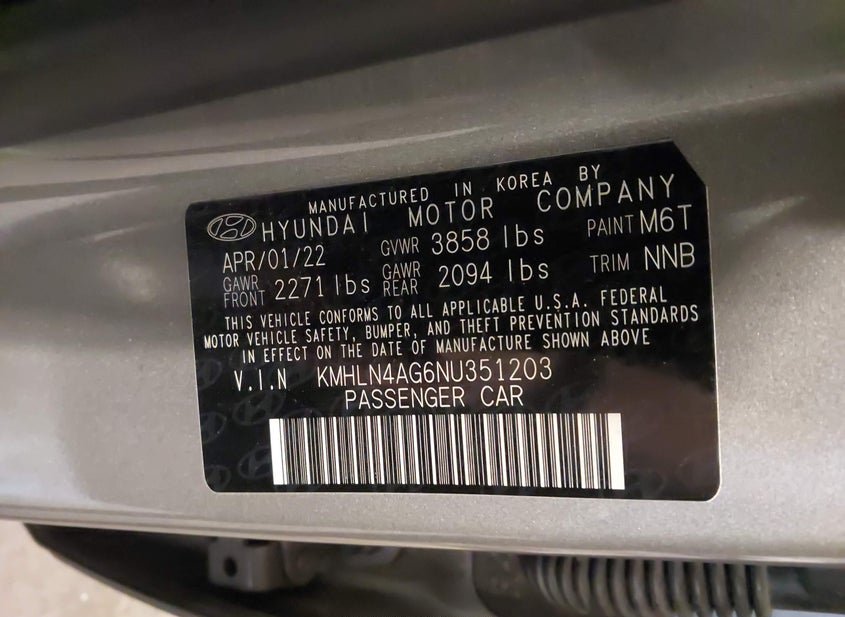 MANUFACTURED IN KOREA BY
HYUNDAI MOTOR COMPANY
APR/01/22 GVWR 3858 lbs PAINT M6T
GAWR FRONT 2271 lbs GAWR REAR 2094 lbs TRIM NNB
THIS VEHICLE CONFORMS TO ALL APPLICABLE U.S.A. FEDERAL
MOTOR VEHICLE SAFETY, BUMPER, AND THEFT PREVENTION STANDARDS
IN EFFECT ON THE DATE OF MANUFACTURE SHOWN ABOVE
V.I.N KMHLN4AG6NU351203
PASSENGER CAR